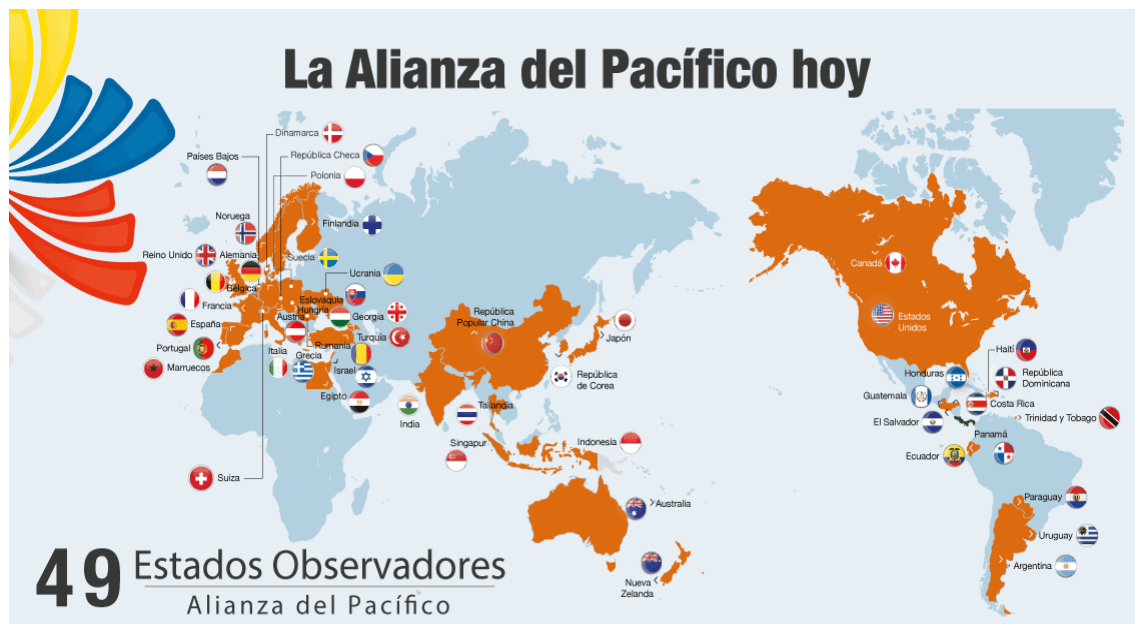 La Alianza del Pacífico hoy
Dinamarca
Países Bajos
República Checa
Polonia
Noruega
Finlandia
Reino Unido
Alemania
Suecia
Ucrania
Bélgica
Eslovaquia
Francia
Hungría
Georgia
España
Austria
Turquía
Portugal
Italia
Rumanía
Grecia
Marruecos
Israel
Egipto
India
Suiza
República
Popular China
Japón
República
de Corea
Tailandia
Singapur
Indonesia
Australia
Nueva
Zelanda
Canadá
Estados
Unidos
Haití
Honduras
República
Dominicana
Guatemala
Costa Rica
El Salvador
Trinidad y Tobago
Panamá
Ecuador
Paraguay
Uruguay
Argentina
49 Estados Observadores
Alianza del Pacífico